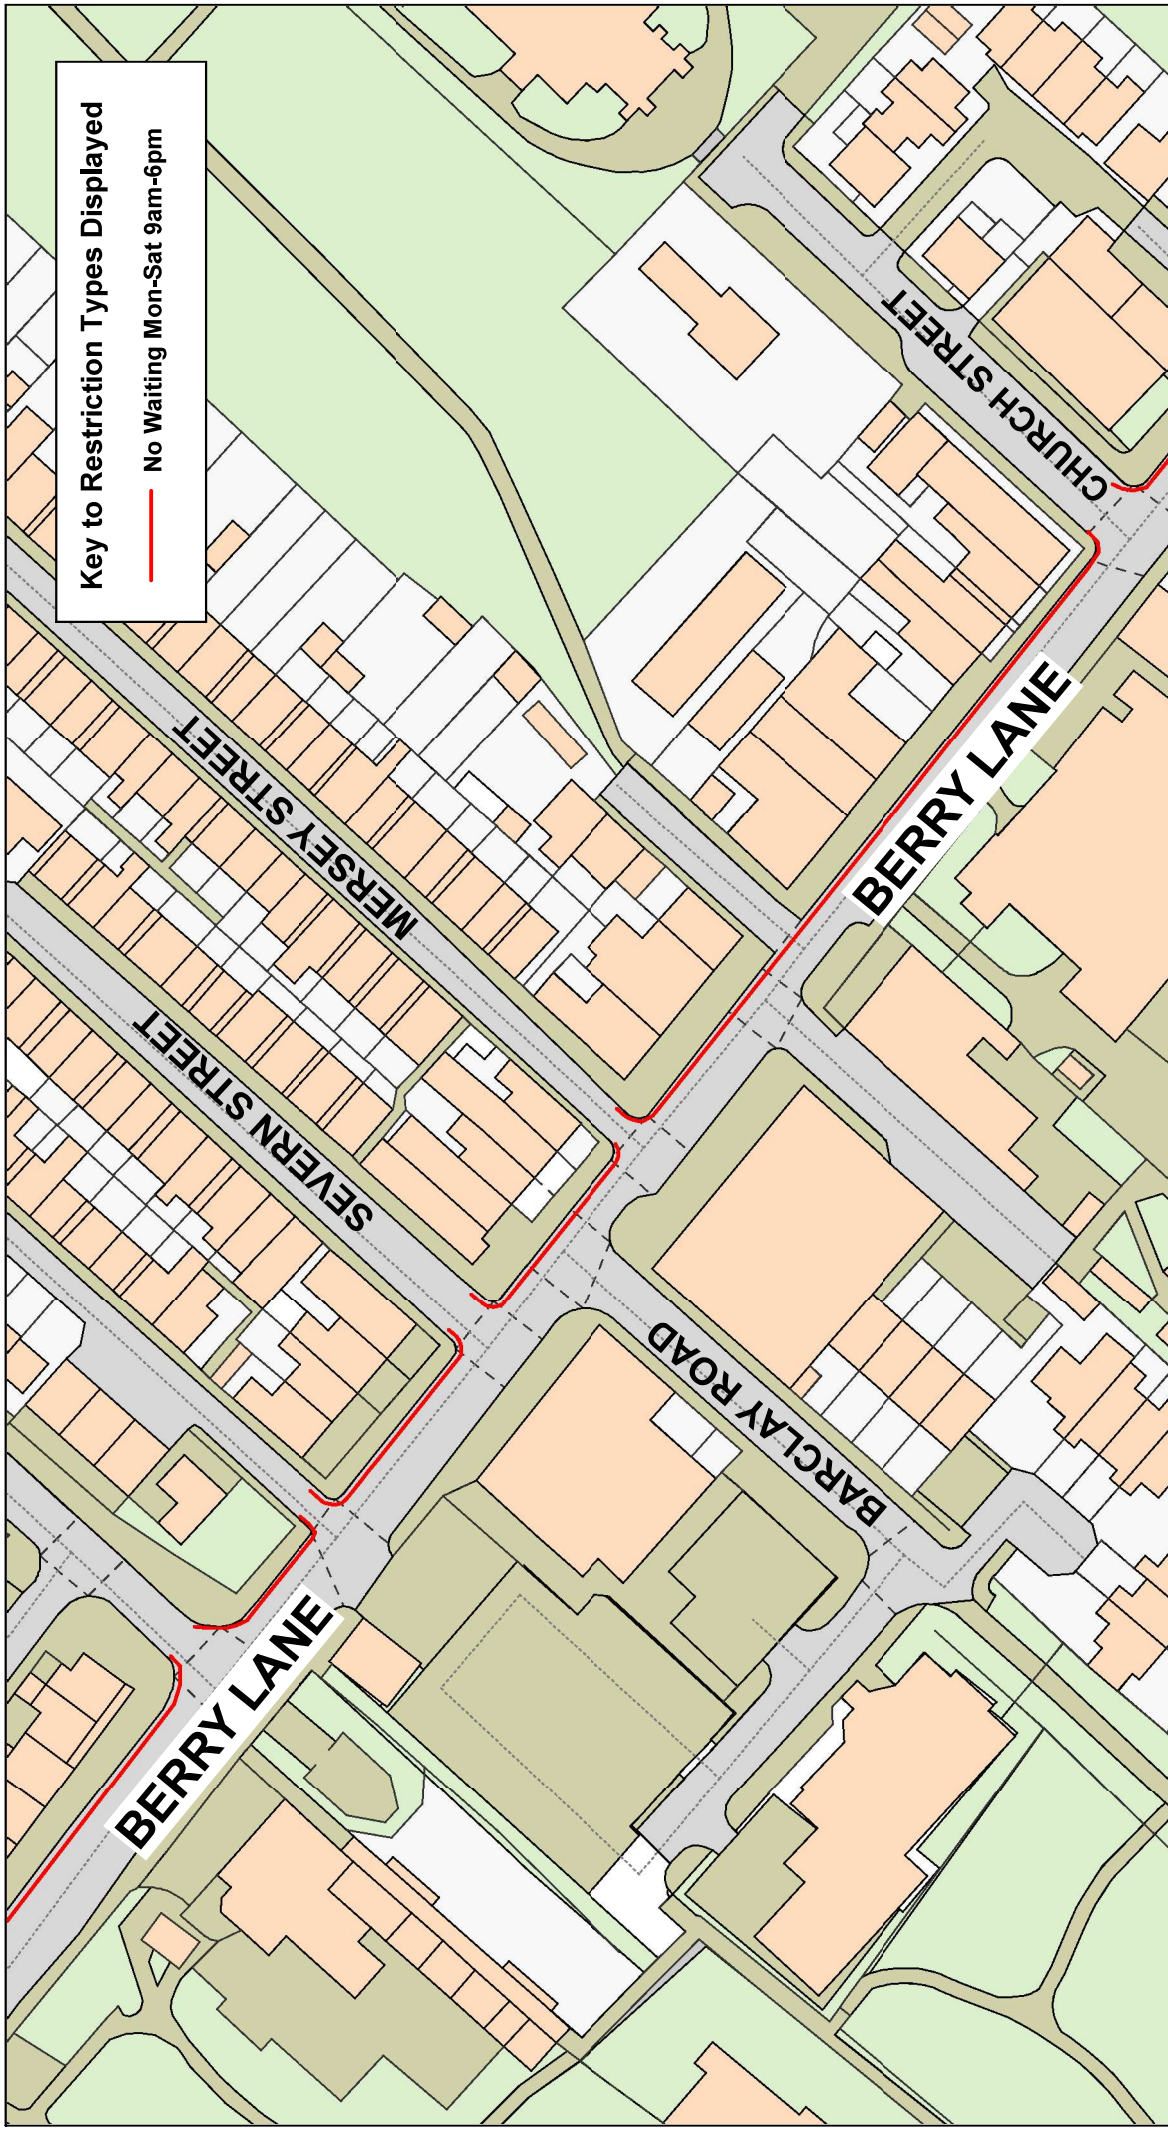 Key to Restriction Types Displayed
No Waiting Mon-Sat 9am-6pm
MERSEY STREET
SEVERN STREET
CHURCH STREET
BERRY LANE
BARCLAY ROAD
BERRY LANE